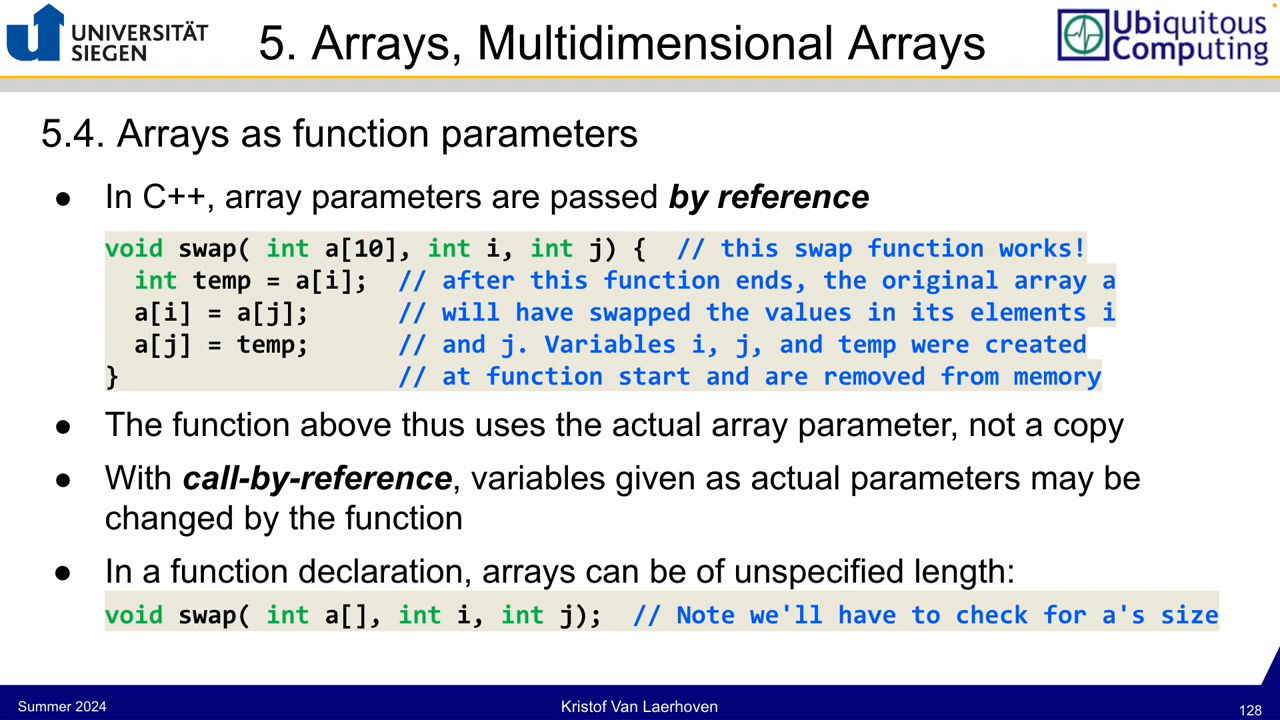 UNIVERSITÄT
SIEGEN
5. Arrays, Multidimensional Arrays
Ubiquitous
Computing
5.4. Arrays as function parameters
● In C++, array parameters are passed by reference
void swap( int a[10], int i, int j) {  // this swap function works!
  int temp = a[i];  // after this function ends, the original array a
  a[i] = a[j];      // will have swapped the values in its elements i
  a[j] = temp;      // and j. Variables i, j, and temp were created
}                   // at function start and are removed from memory
● The function above thus uses the actual array parameter, not a copy
● With call-by-reference, variables given as actual parameters may be
changed by the function
● In a function declaration, arrays can be of unspecified length:
void swap( int a[], int i, int j);  // Note we'll have to check for a's size
Summer 2024
Kristof Van Laerhoven
128